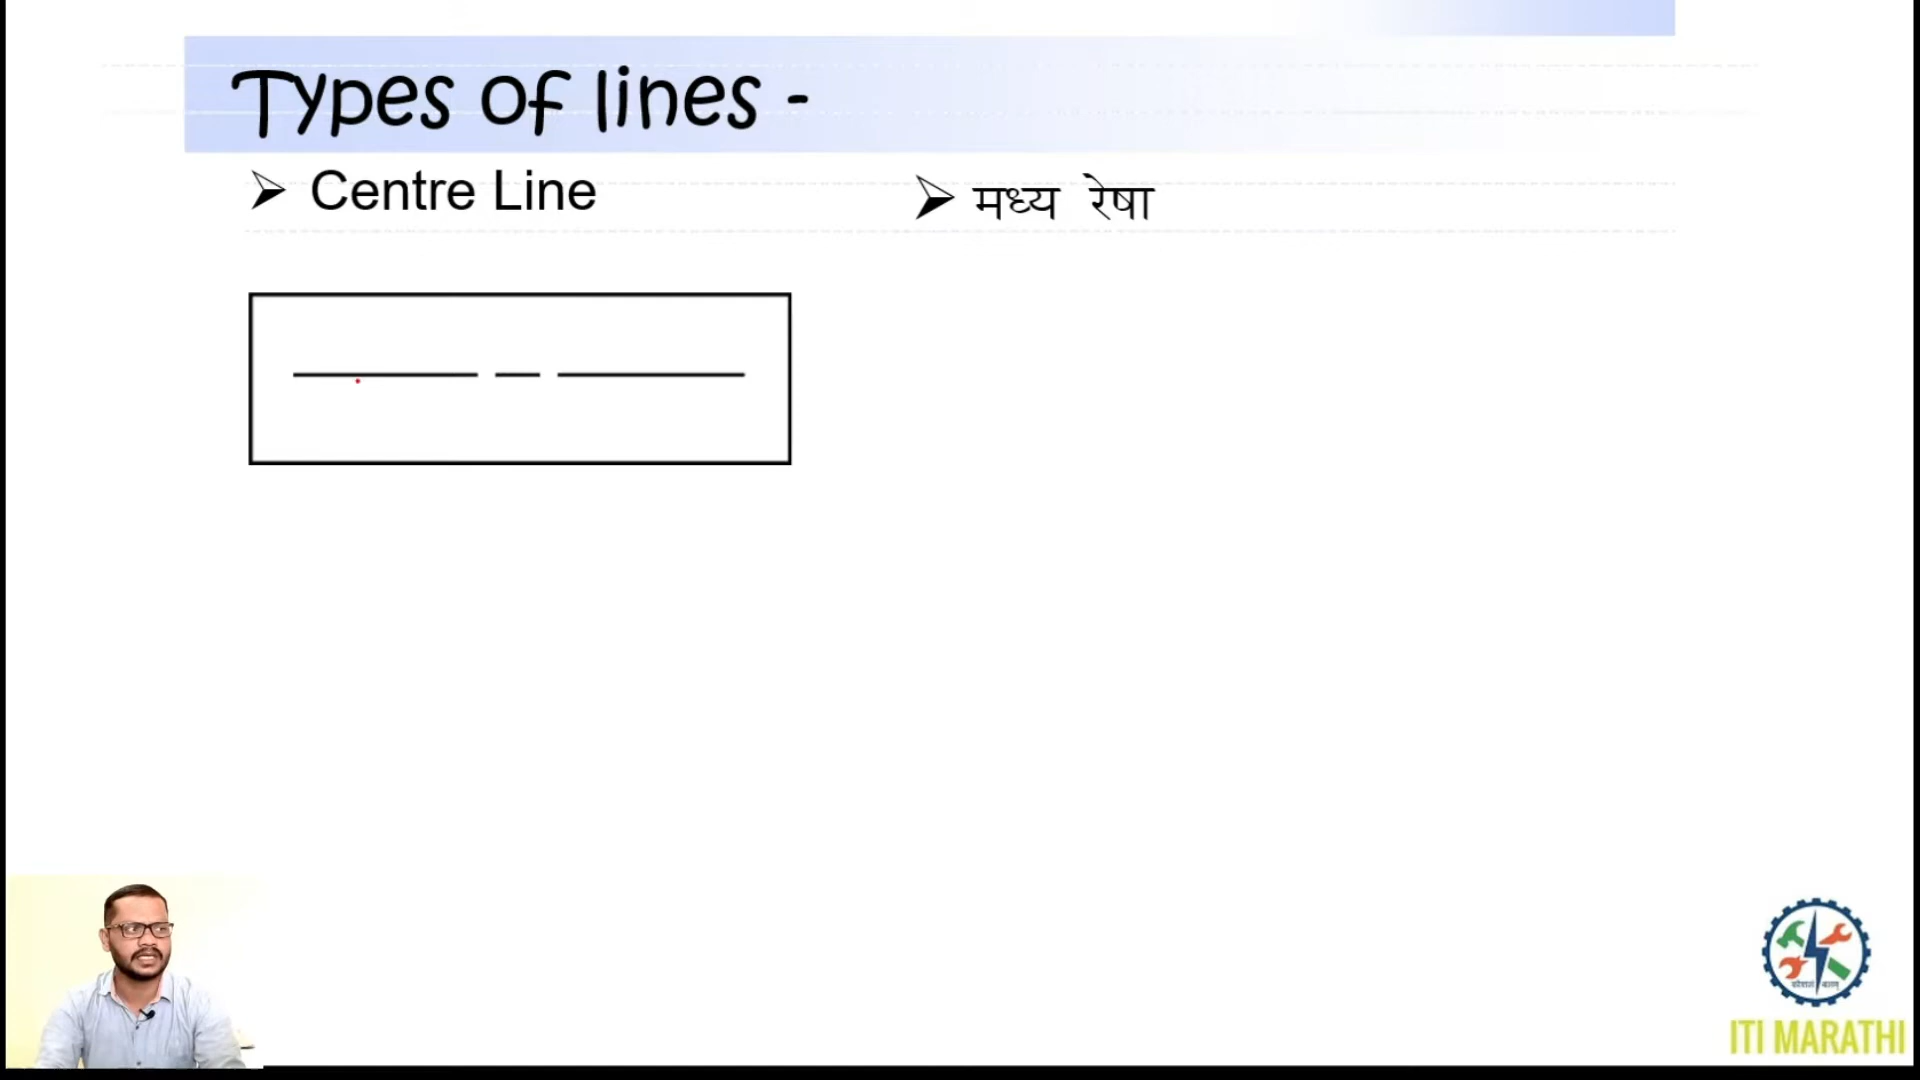 Types of lines -
➢ Centre Line
➢ मध्य रेषा
ITI MARATHI